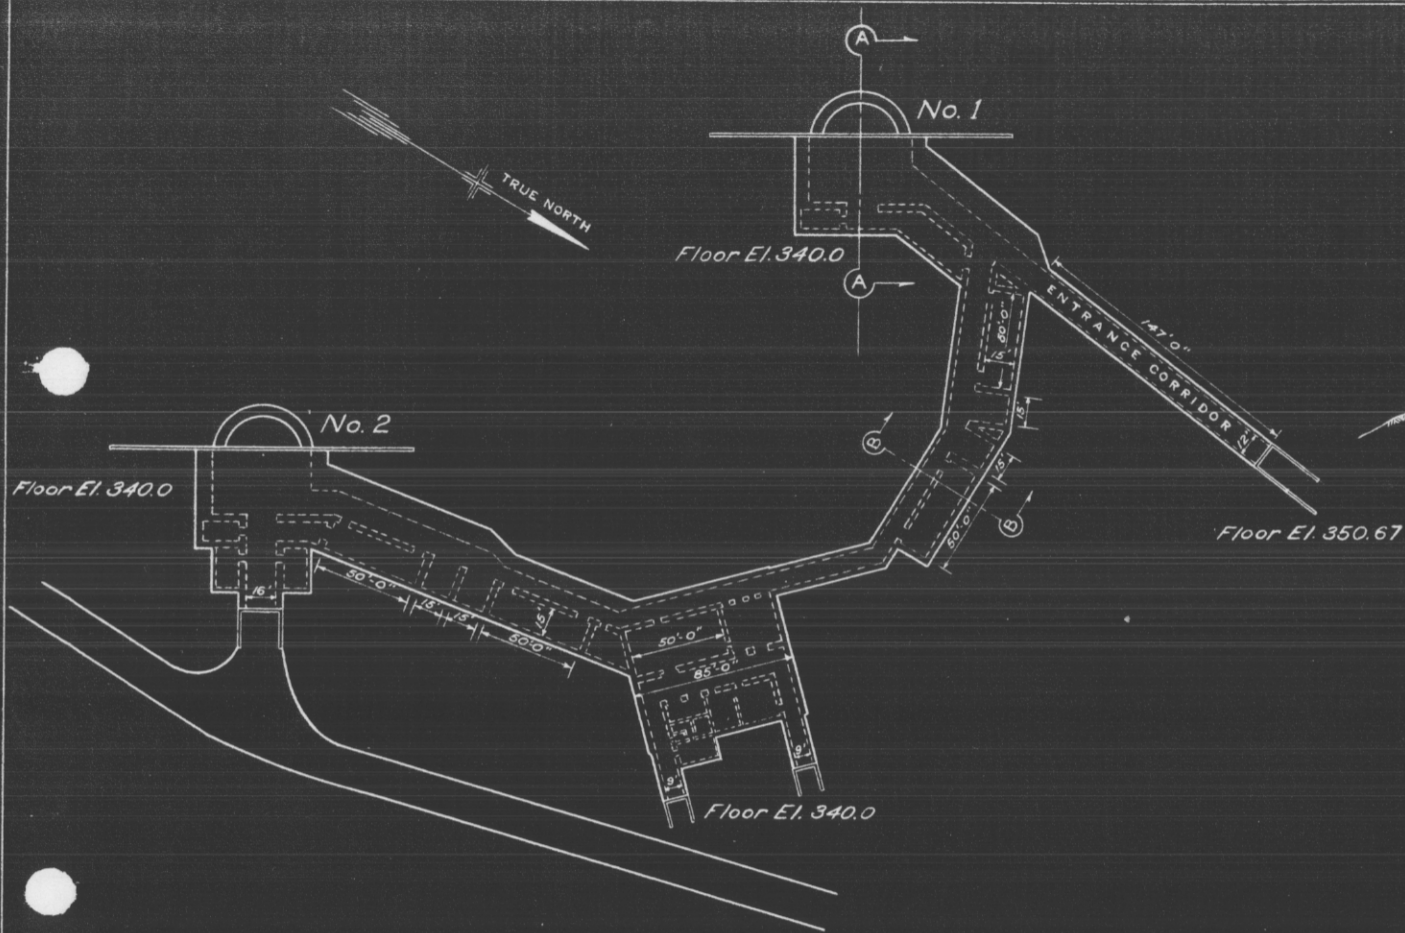 A
No. 1
TRUE NORTH
Floor El. 340.0
A
ENTRANCE CORRIDOR
147'0"
80'-0"
15'
15'
12'
No. 2
B
15'
50'-0"
B
Floor El. 340.0
Floor El. 350.67
16'
50'-0"
15'
15'
50'-0"
15'
50'-0"
85'-0"
9'
9'
Floor El. 340.0